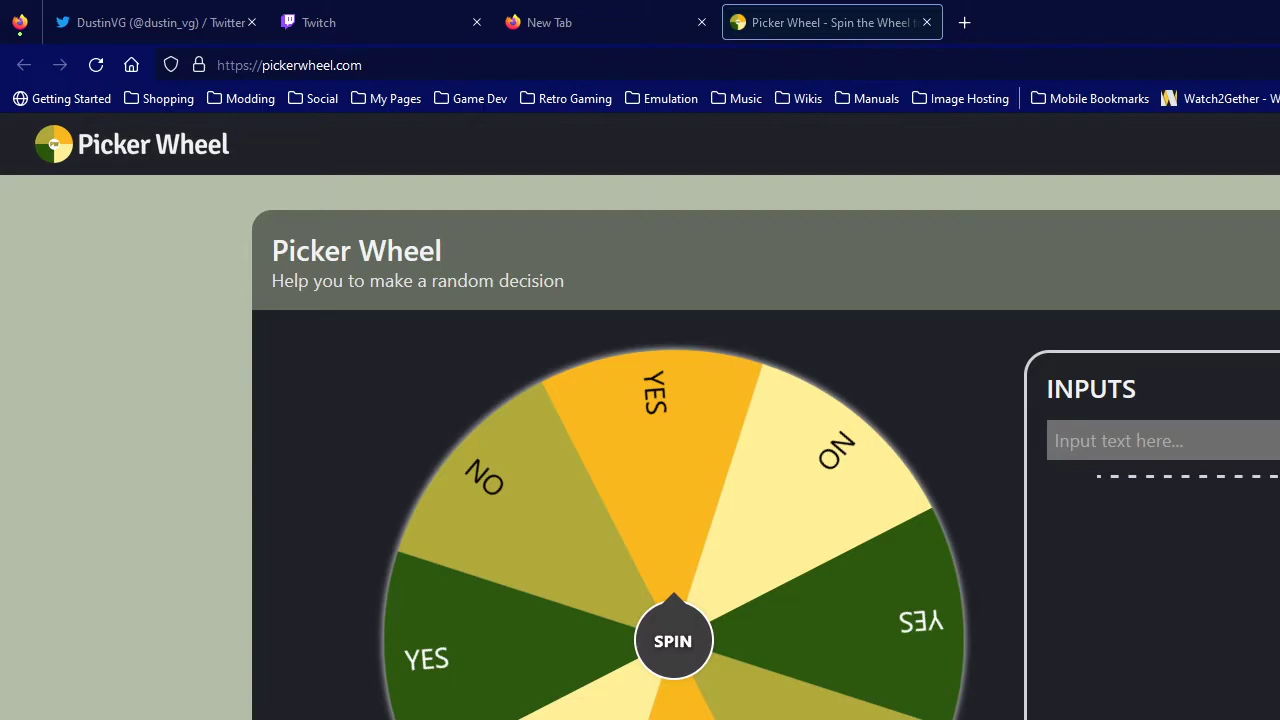 DustinVG (@dustin_vg) / Twitter
Twitch
New Tab
Picker Wheel - Spin the Wheel
https://pickerwheel.com
Getting Started Shopping Modding Social My Pages Game Dev Retro Gaming Emulation Music Wikis Manuals Image Hosting Mobile Bookmarks Watch2Gether - W
Picker Wheel
Picker Wheel
Help you to make a random decision
YES
NO
NO
INPUTS
Input text here...
YES
YES
SPIN